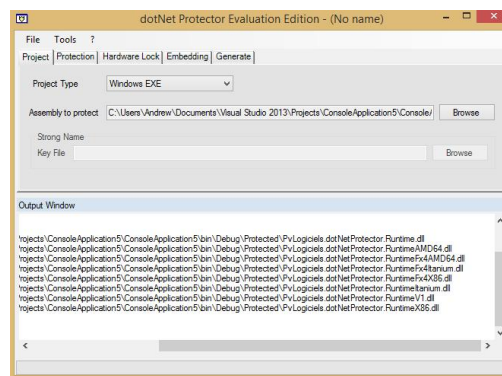 dotNet Protector Evaluation Edition - (No name)
File Tools ?
Project Protection Hardware Lock Embedding Generate
Project Type Windows EXE
Assembly to protect C:\Users\Andrew\Documents\Visual Studio 2013\Projects\ConsoleApplication5\Console/ Browse
Strong Name
Key File Browse
Output Window
'rojects\ConsoleApplication5\ConsoleApplication5\bin\Debug\Protected\PvLogiciels.dotNetProtector.Runtime.dll
'rojects\ConsoleApplication5\ConsoleApplication5\bin\Debug\Protected\PvLogiciels.dotNetProtector.RuntimeAMD64.dll
'rojects\ConsoleApplication5\ConsoleApplication5\bin\Debug\Protected\PvLogiciels.dotNetProtector.RuntimeFx4AMD64.dll
'rojects\ConsoleApplication5\ConsoleApplication5\bin\Debug\Protected\PvLogiciels.dotNetProtector.RuntimeFx4Itanium.dll
'rojects\ConsoleApplication5\ConsoleApplication5\bin\Debug\Protected\PvLogiciels.dotNetProtector.RuntimeFx4X86.dll
'rojects\ConsoleApplication5\ConsoleApplication5\bin\Debug\Protected\PvLogiciels.dotNetProtector.RuntimeItanium.dll
'rojects\ConsoleApplication5\ConsoleApplication5\bin\Debug\Protected\PvLogiciels.dotNetProtector.RuntimeV1.dll
'rojects\ConsoleApplication5\ConsoleApplication5\bin\Debug\Protected\PvLogiciels.dotNetProtector.RuntimeX86.dll